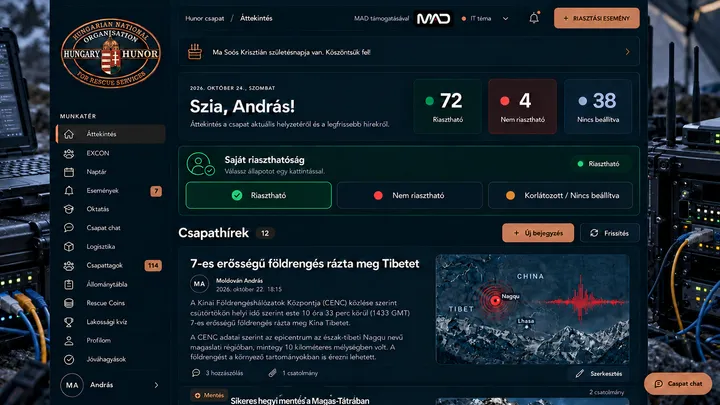 HUNGARIAN NATIONAL
ORGANISATION
HUNGARY HUNOR
FOR RESCUE SERVICES
MUNKATÉR
Áttekintés
EXCON
Naptár
Események 7
Oktatás
Csapat chat
Logisztika
Csapattagok 114
Állománytábla
Rescue Coins
Lakossági kvíz
Profilom
Jóváhagyások
MA András
Hunor csapat / Áttekintés
MAD támogatásával MAD IT téma
+ RIASZTÁSI ESEMÉNY
Ma Soós Krisztián születésnapja van. Köszöntsük fel!
2026. OKTÓBER 24., SZOMBAT
Szia, András!
Áttekintés a csapat aktuális helyzetéről és a legfrissebb hírekről.
72
Riasztható
4
Nem riasztható
38
Nincs beállítva
Saját riaszthatóság
Válassz állapotot egy kattintással.
Riasztható
Riasztható
Nem riasztható
Korlátozott / Nincs beállítva
Csapathírek 12
+ Új bejegyzés
Frissítés
7-es erősségű földrengés rázta meg Tibetet
MA Moldován András
2026. október 22. 18:15
A Kínai Földrengéshálózatok Központja (CENC) közlése szerint
csütörtökön helyi idő szerint este 10 óra 33 perc körül (1433 GMT)
7-es erősségű földrengés rázta meg Kína Tibetet.
A CENC adatai szerint az epicentrum az észak-tibeti Nagqu nevű
magaslati régióban, mintegy 10 kilométeres mélységben volt. A
földrengést a környező tartományokban is érezni lehetett.
3 hozzászólás
1 csatolmány
CHINA
TIBET
Nagqu
Lhasa
Szerkesztés
Mentés
Sikeres hegyi mentés a Magas-Tátrában
2 csatolmány
Csapat chat